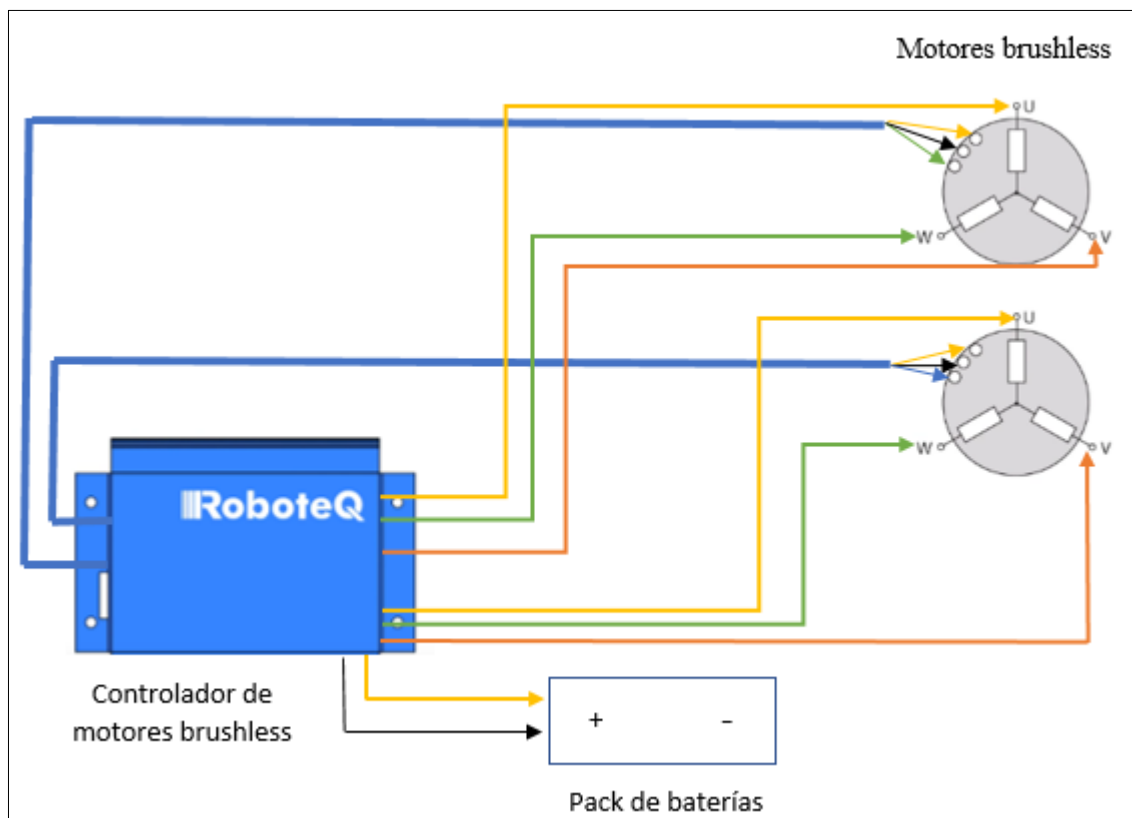 Motores brushless
U
W
V
U
W
V
RoboteQ
Controlador de
motores brushless
+ -
Pack de baterías